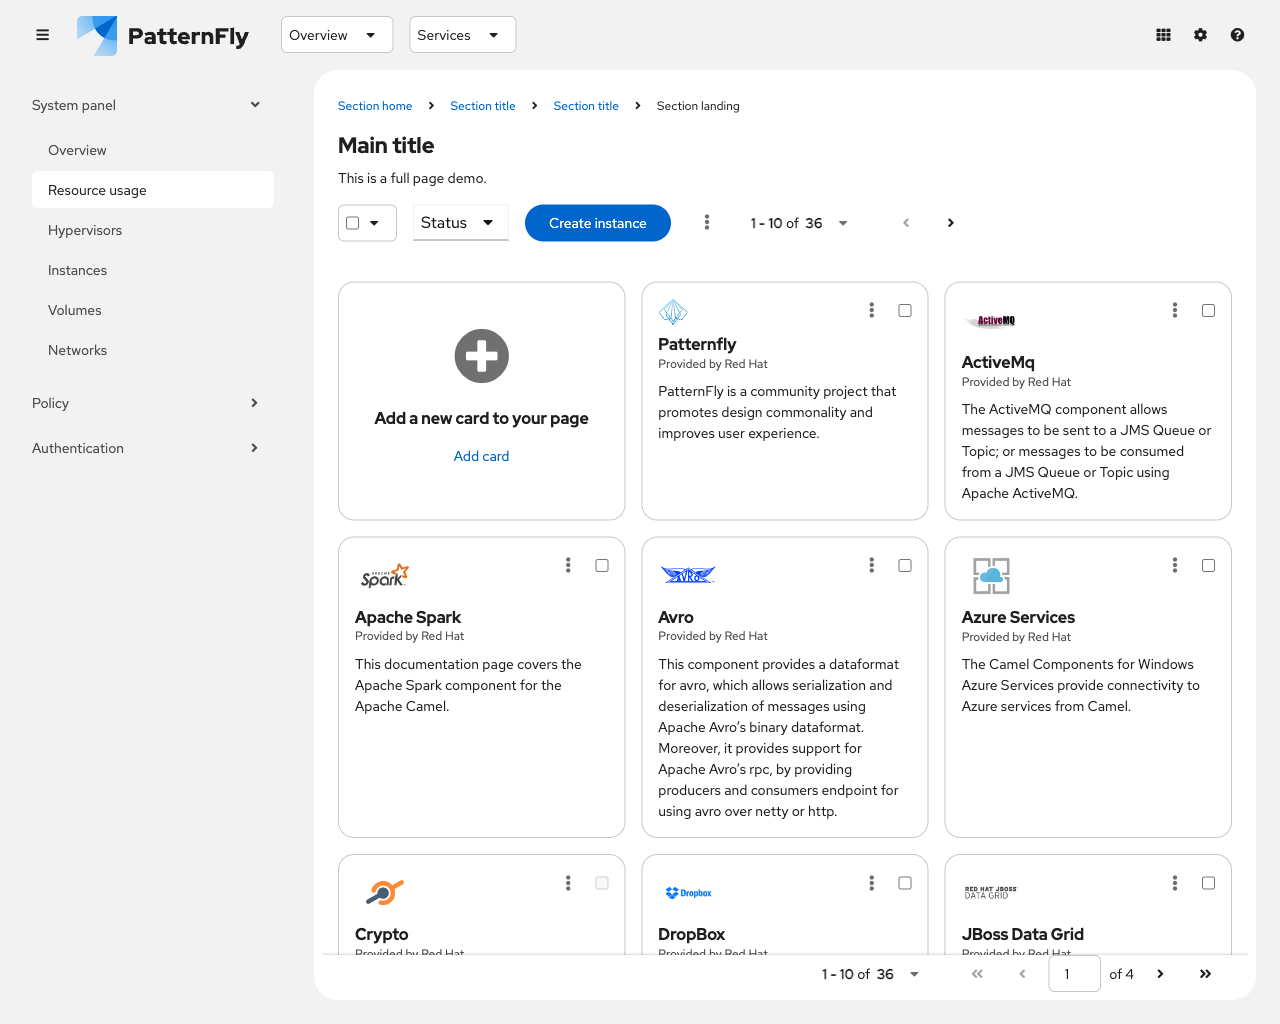 PatternFly
Overview
Services
System panel
Overview
Resource usage
Hypervisors
Instances
Volumes
Networks
Policy
Authentication
Section home
Section title
Section title
Section landing
Main title
This is a full page demo.
Status
Create instance
1 - 10 of 36
Add a new card to your page
Add card
Patternfly
Provided by Red Hat
PatternFly is a community project that
promotes design commonality and
improves user experience.
ActiveMQ
ActiveMq
Provided by Red Hat
The ActiveMQ component allows
messages to be sent to a JMS Queue or
Topic; or messages to be consumed
from a JMS Queue or Topic using
Apache ActiveMQ.
APACHE
Spark
Apache Spark
Provided by Red Hat
This documentation page covers the
Apache Spark component for the
Apache Camel.
AVRO
Avro
Provided by Red Hat
This component provides a dataformat
for avro, which allows serialization and
deserialization of messages using
Apache Avro’s binary dataformat.
Moreover, it provides support for
Apache Avro’s rpc, by providing
producers and consumers endpoint for
using avro over netty or http.
Azure Services
Provided by Red Hat
The Camel Components for Windows
Azure Services provide connectivity to
Azure services from Camel.
Crypto
Provided by Red Hat
Dropbox
DropBox
Provided by Red Hat
RED HAT JBOSS
DATA GRID
JBoss Data Grid
Provided by Red Hat
1 - 10 of 36
1
of 4